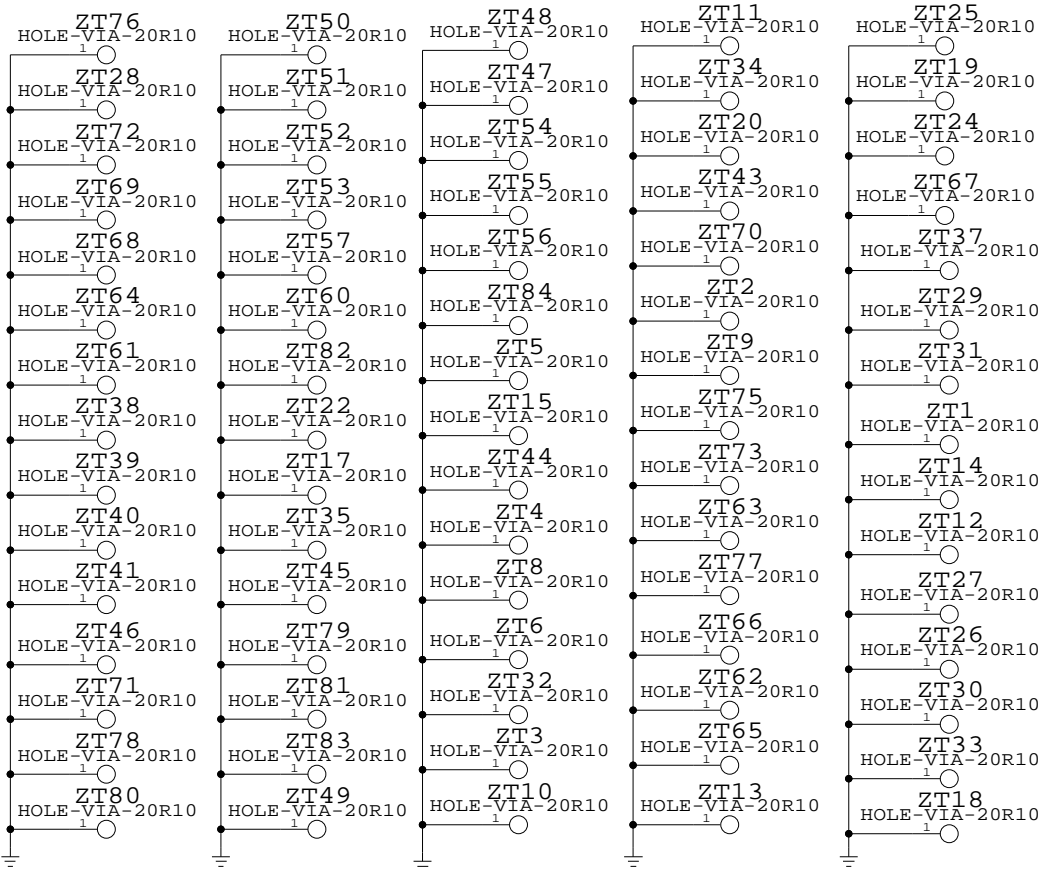 ZT76
HOLE-VIA-20R10
1
ZT28
HOLE-VIA-20R10
1
ZT72
HOLE-VIA-20R10
1
ZT69
HOLE-VIA-20R10
1
ZT68
HOLE-VIA-20R10
1
ZT64
HOLE-VIA-20R10
1
ZT61
HOLE-VIA-20R10
1
ZT38
HOLE-VIA-20R10
1
ZT39
HOLE-VIA-20R10
1
ZT40
HOLE-VIA-20R10
1
ZT41
HOLE-VIA-20R10
1
ZT46
HOLE-VIA-20R10
1
ZT71
HOLE-VIA-20R10
1
ZT78
HOLE-VIA-20R10
1
ZT80
HOLE-VIA-20R10
1
ZT50
HOLE-VIA-20R10
1
ZT51
HOLE-VIA-20R10
1
ZT52
HOLE-VIA-20R10
1
ZT53
HOLE-VIA-20R10
1
ZT57
HOLE-VIA-20R10
1
ZT60
HOLE-VIA-20R10
1
ZT82
HOLE-VIA-20R10
1
ZT22
HOLE-VIA-20R10
1
ZT17
HOLE-VIA-20R10
1
ZT35
HOLE-VIA-20R10
1
ZT45
HOLE-VIA-20R10
1
ZT79
HOLE-VIA-20R10
1
ZT81
HOLE-VIA-20R10
1
ZT83
HOLE-VIA-20R10
1
ZT49
HOLE-VIA-20R10
1
ZT48
HOLE-VIA-20R10
1
ZT47
HOLE-VIA-20R10
1
ZT54
HOLE-VIA-20R10
1
ZT55
HOLE-VIA-20R10
1
ZT56
HOLE-VIA-20R10
1
ZT84
HOLE-VIA-20R10
1
ZT5
HOLE-VIA-20R10
1
ZT15
HOLE-VIA-20R10
1
ZT44
HOLE-VIA-20R10
1
ZT4
HOLE-VIA-20R10
1
ZT8
HOLE-VIA-20R10
1
ZT6
HOLE-VIA-20R10
1
ZT32
HOLE-VIA-20R10
1
ZT3
HOLE-VIA-20R10
1
ZT10
HOLE-VIA-20R10
1
ZT11
HOLE-VIA-20R10
1
ZT34
HOLE-VIA-20R10
1
ZT20
HOLE-VIA-20R10
1
ZT43
HOLE-VIA-20R10
1
ZT70
HOLE-VIA-20R10
1
ZT2
HOLE-VIA-20R10
1
ZT9
HOLE-VIA-20R10
1
ZT75
HOLE-VIA-20R10
1
ZT73
HOLE-VIA-20R10
1
ZT63
HOLE-VIA-20R10
1
ZT77
HOLE-VIA-20R10
1
ZT66
HOLE-VIA-20R10
1
ZT62
HOLE-VIA-20R10
1
ZT65
HOLE-VIA-20R10
1
ZT13
HOLE-VIA-20R10
1
ZT25
HOLE-VIA-20R10
1
ZT19
HOLE-VIA-20R10
1
ZT24
HOLE-VIA-20R10
1
ZT67
HOLE-VIA-20R10
1
ZT37
HOLE-VIA-20R10
1
ZT29
HOLE-VIA-20R10
1
ZT31
HOLE-VIA-20R10
1
ZT1
HOLE-VIA-20R10
1
ZT14
HOLE-VIA-20R10
1
ZT12
HOLE-VIA-20R10
1
ZT27
HOLE-VIA-20R10
1
ZT26
HOLE-VIA-20R10
1
ZT30
HOLE-VIA-20R10
1
ZT33
HOLE-VIA-20R10
1
ZT18
HOLE-VIA-20R10
1